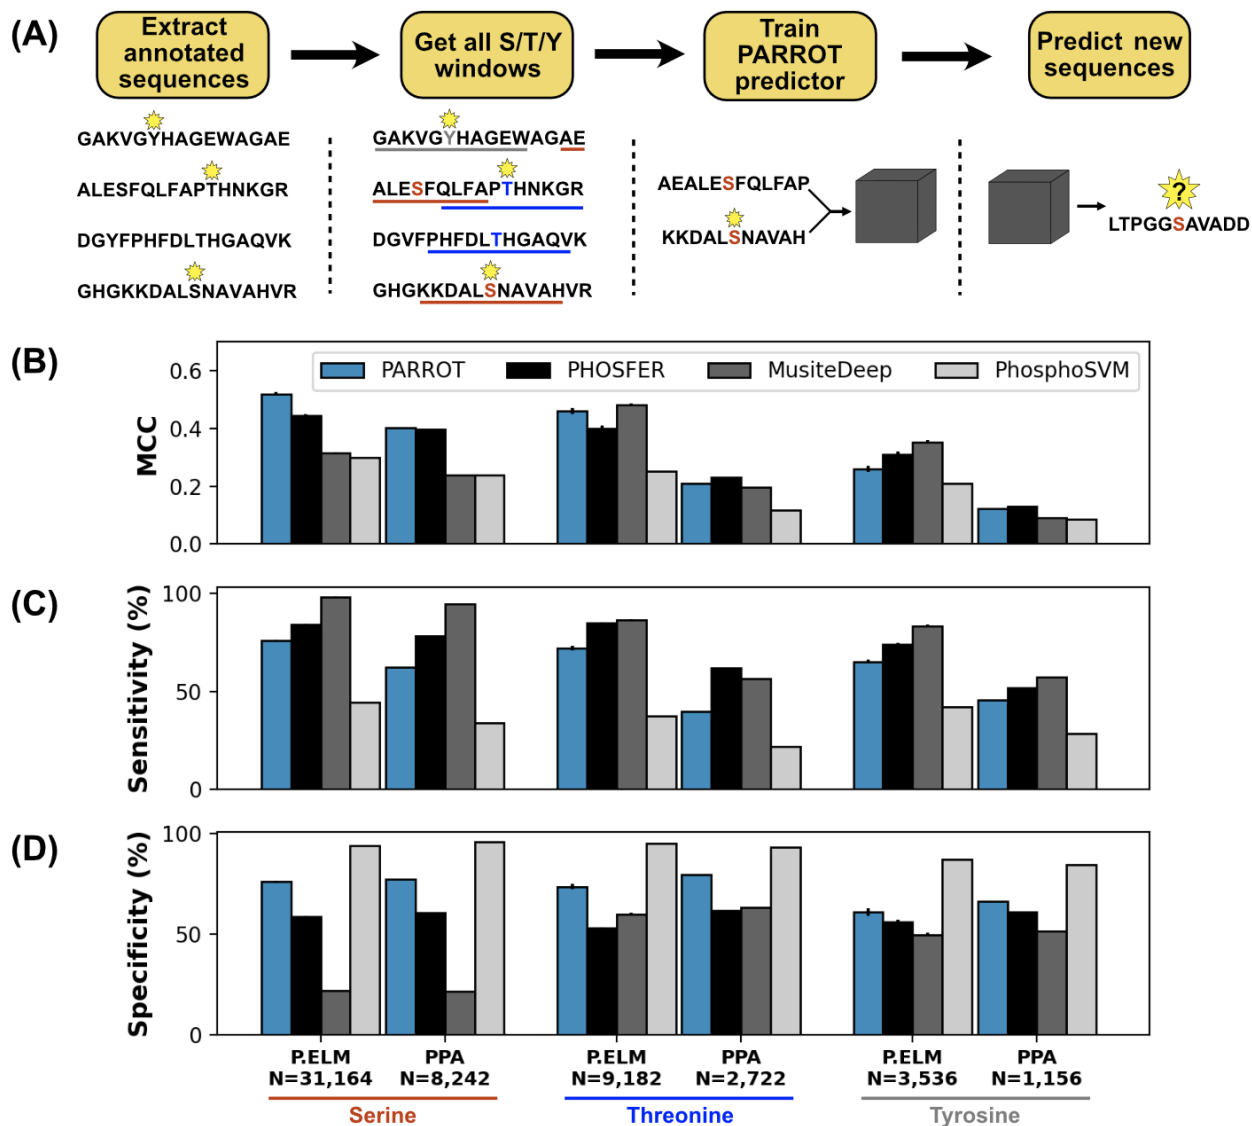 (A)
Extract
annotated
sequences
Get all S/T/Y
windows
Train
PARROT
predictor
Predict new
sequences
GAKVGYHAGEWAGAE
ALESFQLFAPTHNKGR
DGYFPHFDLTHGAQVK
GHGKKDALSNAVAHVR
GAKVGYHAGEWAGAE
ALESFQLFAPTHNKGR
DGVFPHFDLTHGAQVK
GHGKKDALSNAVAHVR
AEALESFQLFAP
KKDALSNAVAH
?
LTPGGSAVADD
(B)
PARROT PHOSFER MusiteDeep PhosphoSVM
MCC
0.6
0.4
0.2
0.0
(C)
Sensitivity (%)
100
50
0
(D)
Specificity (%)
100
50
0
P.ELM PPA P.ELM PPA P.ELM PPA
N=31,164 N=8,242 N=9,182 N=2,722 N=3,536 N=1,156
Serine Threonine Tyrosine